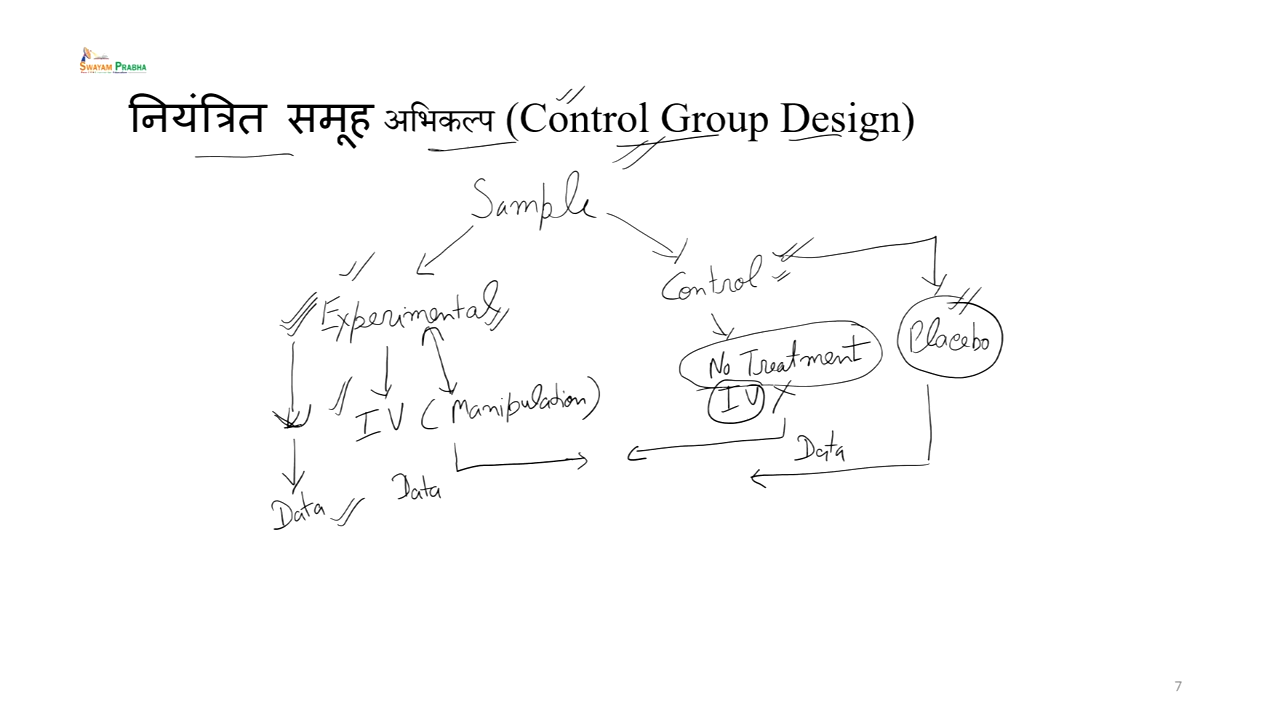 SWAYAM PRABHA
नियंत्रित समूह अभिकल्प (Control Group Design)
Sample
Experimental
Control
Placebo
No Treatment
IV (Manipulation)
IV X
Data
Data
Data
7